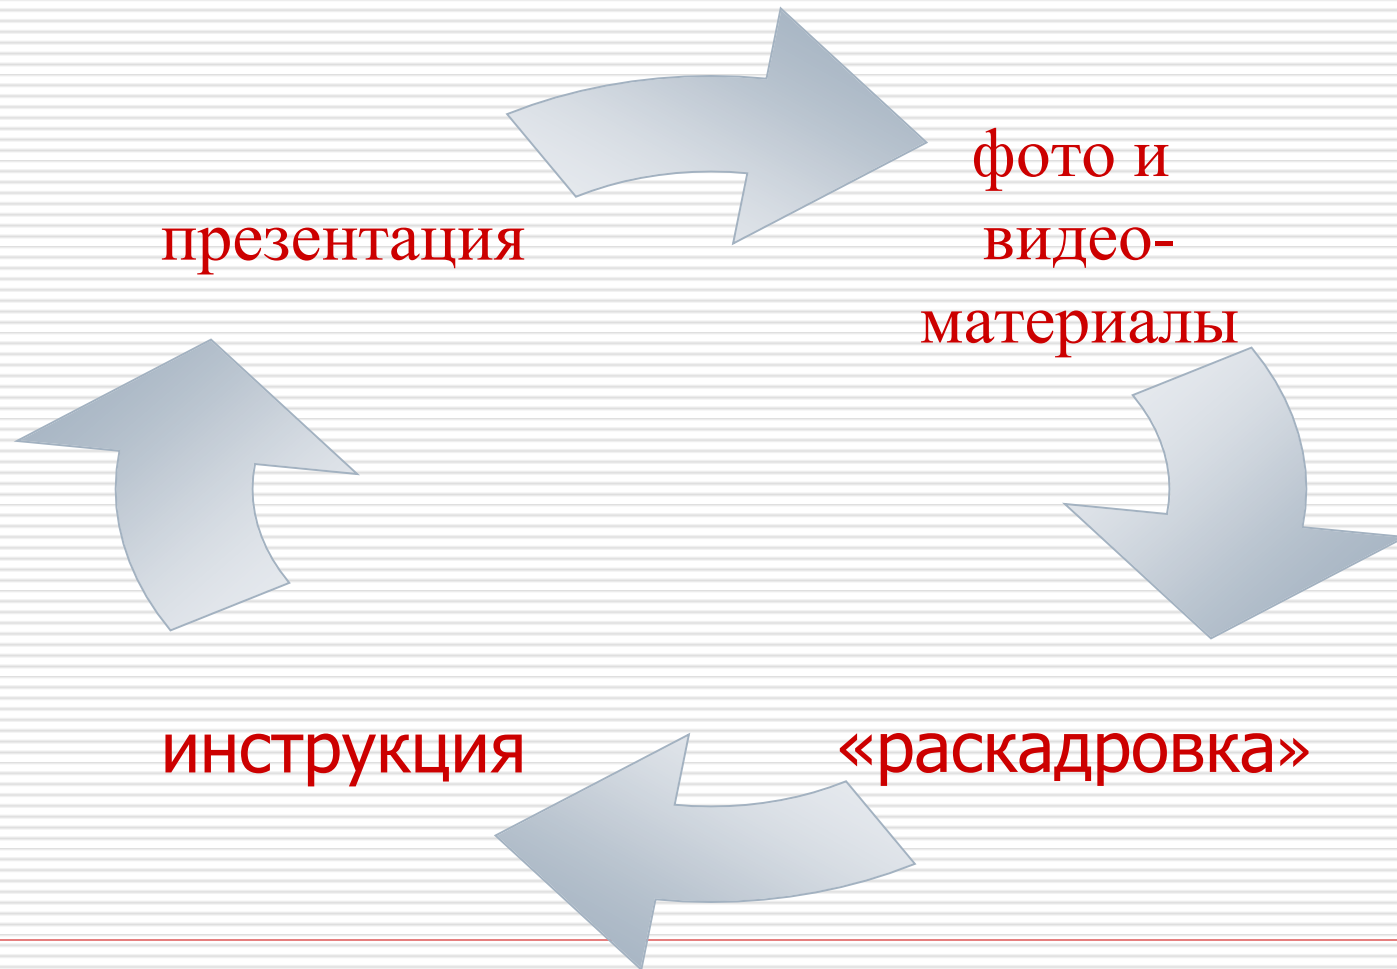 презентация
фото и
видео-
материалы
«раскадровка»
инструкция